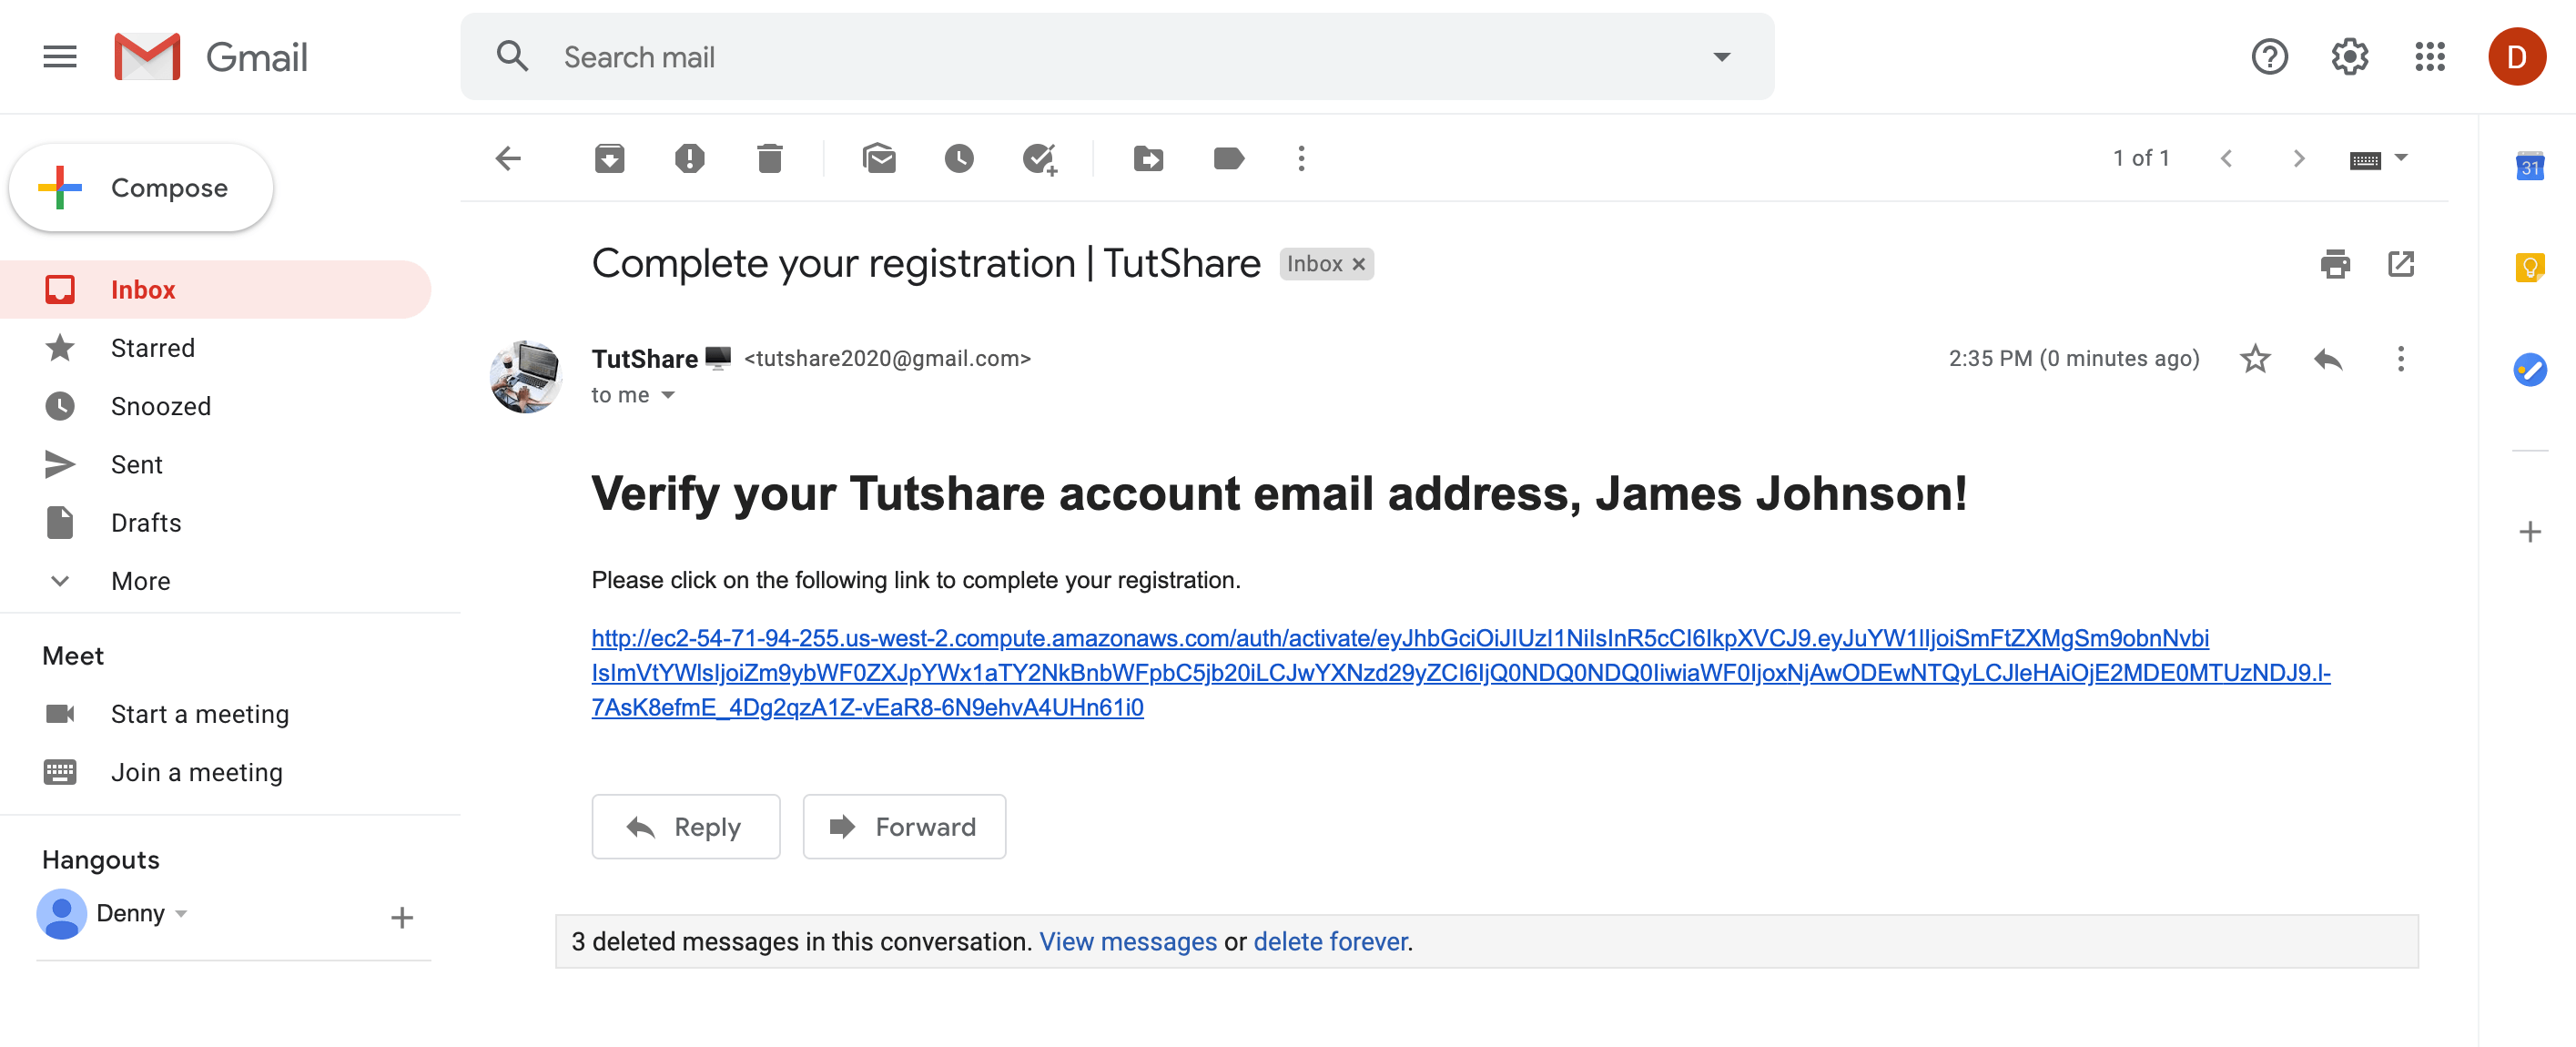 Gmail
Search mail
D
Compose
1 of 1
31
Complete your registration | TutShare Inbox ×
Inbox
Starred
Snoozed
Sent
Drafts
More
TutShare <tutshare2020@gmail.com>
2:35 PM (0 minutes ago)
to me
Verify your Tutshare account email address, James Johnson!
Please click on the following link to complete your registration.
http://ec2-54-71-94-255.us-west-2.compute.amazonaws.com/auth/activate/eyJhbGciOiJIUzI1NiIsInR5cCI6IkpXVCJ9.eyJuYW1lIjoiSmFtZXMgSm9obnNvbi
IsImVtYWlsIjoiZm9ybWF0ZXJpYWx1aTY2NkBnbWFpbC5jb20iLCJwYXNzd29yZCI6IjQ0NDQ0NDQ0IiwiaWF0IjoxNjAwODEwNTQyLCJleHAiOjE2MDE0MTUzNDJ9.l-
7AsK8efmE_4Dg2qzA1Z-vEaR8-6N9ehvA4UHn61i0
Meet
Start a meeting
Join a meeting
Reply
Forward
Hangouts
Denny
3 deleted messages in this conversation. View messages or delete forever.